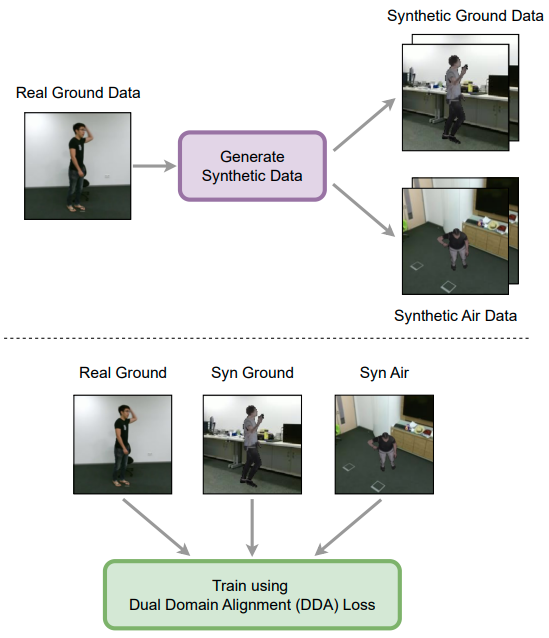 Synthetic Ground Data
Real Ground Data
Generate
Synthetic Data
Synthetic Air Data
Real Ground
Syn Ground
Syn Air
Train using
Dual Domain Alignment (DDA) Loss